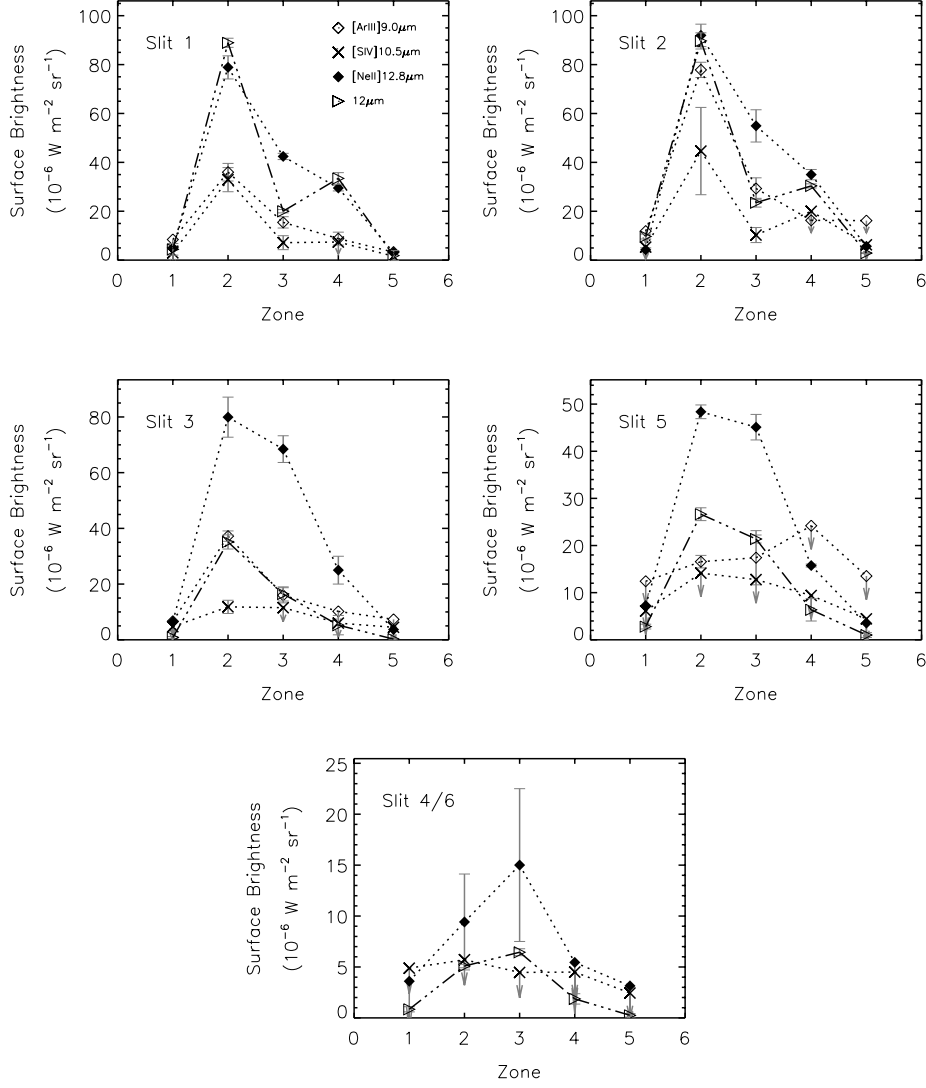 Slit 1
[ArIII]9.0μm
[SIV]10.5μm
[NeII]12.8μm
12μm
Surface Brightness
(10⁻⁶ W m⁻² sr⁻¹)
100
80
60
40
20
0
0 1 2 3 4 5 6
Zone
Slit 2
Surface Brightness
(10⁻⁶ W m⁻² sr⁻¹)
100
80
60
40
20
0
0 1 2 3 4 5 6
Zone
Slit 3
Surface Brightness
(10⁻⁶ W m⁻² sr⁻¹)
80
60
40
20
0
0 1 2 3 4 5 6
Zone
Slit 5
Surface Brightness
(10⁻⁶ W m⁻² sr⁻¹)
50
40
30
20
10
0
0 1 2 3 4 5 6
Zone
Slit 4/6
Surface Brightness
(10⁻⁶ W m⁻² sr⁻¹)
25
20
15
10
5
0
0 1 2 3 4 5 6
Zone